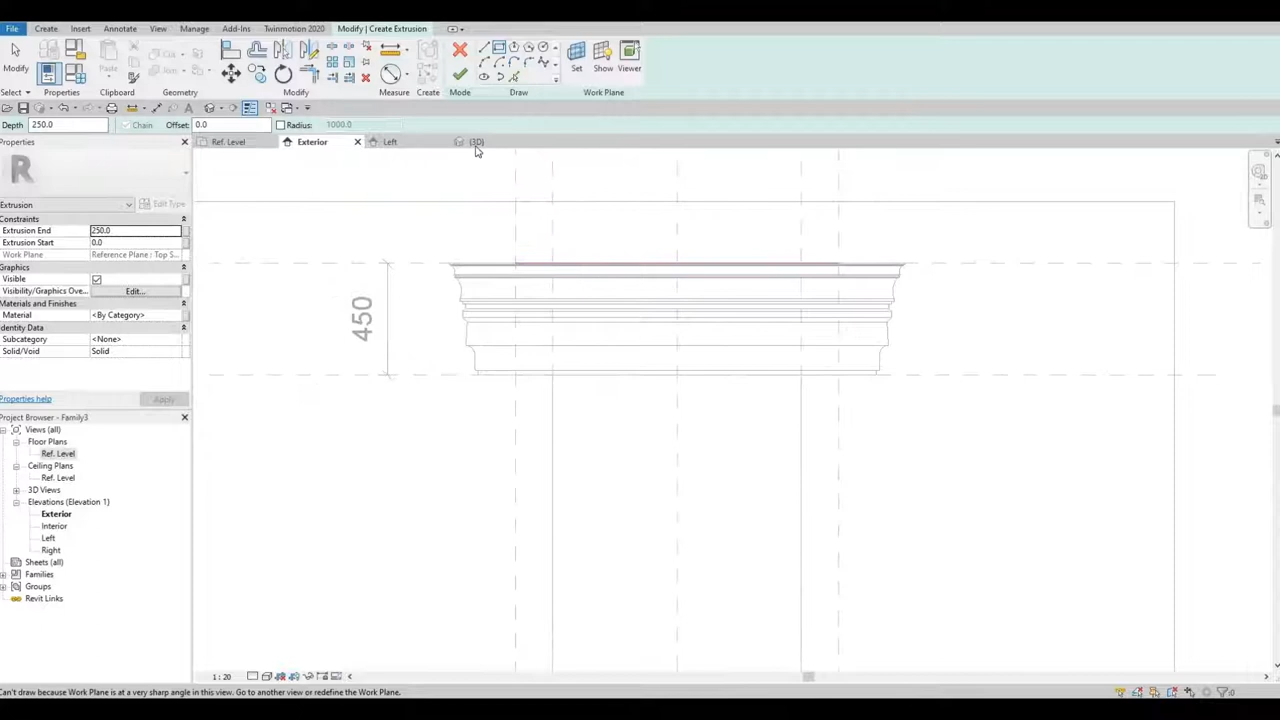 File Create Insert Annotate View Manage Add-Ins Twinmotion 2020 Modify | Create Extrusion
Modify
Paste
Cut
Join
Set Show Viewer
Select Properties Clipboard Geometry Modify Measure Create Mode Draw Work Plane
Depth 250.0 Chain Offset: 0.0 Radius: 1000.0
Properties
Ref. Level Exterior Left (3D)
Extrusion Edit Type
Constraints
Extrusion End 250.0
Extrusion Start 0.0
Work Plane Reference Plane : Top S...
Graphics
Visible
Visibility/Graphics Ove... Edit...
Materials and Finishes
Material <By Category>
Identity Data
Subcategory <None>
Solid/Void Solid
Properties help Apply
Project Browser - Family3
Views (all)
Floor Plans
Ref. Level
Ceiling Plans
Ref. Level
3D Views
Elevations (Elevation 1)
Exterior
Interior
Left
Right
Sheets (all)
Families
Groups
Revit Links
450
1 : 20
Can't draw because Work Plane is at a very sharp angle in this view. Go to another view or redefine the Work Plane.
:0